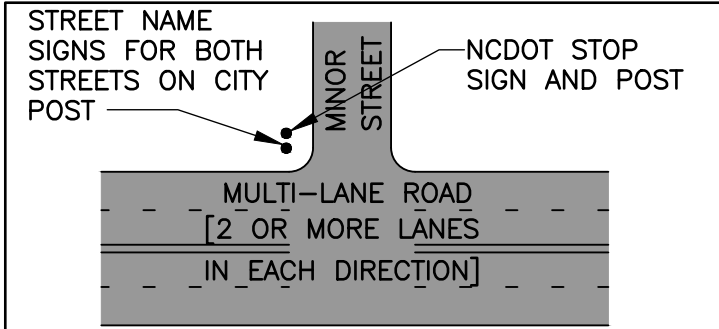 STREET NAME
SIGNS FOR BOTH
STREETS ON CITY
POST
NCDOT STOP
SIGN AND POST
MINOR
STREET
MULTI-LANE ROAD
[2 OR MORE LANES
IN EACH DIRECTION]